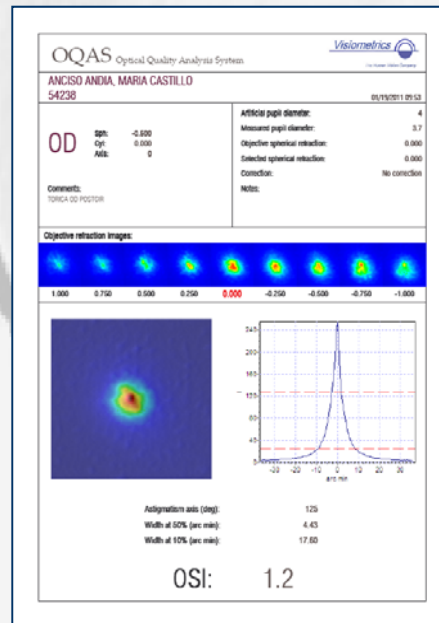 OQAS Optical Quality Analysis System
Visiometrics
ANCISO ANDIA, MARIA CASTILLO
54238
01/19/2011 09:53
OD
Sph: -0.500
Cyl: 0.000
Axis: 0
Comments:
TORICA OD POSTOIR
Artificial pupil diameter: 4
Measured pupil diameter: 3.7
Objective spherical refraction: 0.000
Selected spherical refraction: 0.000
Correction: No correction
Notes:
Objective refraction images:
1.000 0.750 0.500 0.250 0.000 -0.250 -0.500 -0.750 -1.000
240
200
160
120
80
40
0
-30 -20 -10 0 10 20 30
arc min
Astigmatism axis (deg): 125
Width at 50% (arc min): 4.43
Width at 10% (arc min): 17.60
OSI: 1.2